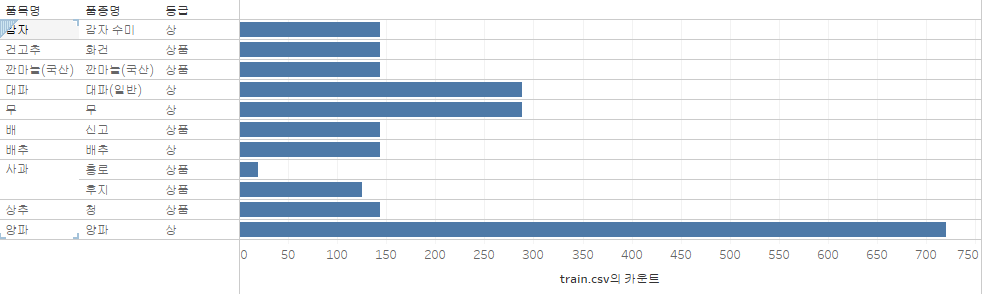 품목명 품종명 등급
감자 감자 수미 상
건고추 화건 상품
깐마늘(국산) 깐마늘(국산) 상품
대파 대파(일반) 상
무 무 상
배 신고 상품
배추 배추 상
사과 홍로 상품
후지 상품
상추 청 상품
양파 양파 상
0 50 100 150 200 250 300 350 400 450 500 550 600 650 700 750
train.csv의 카운트